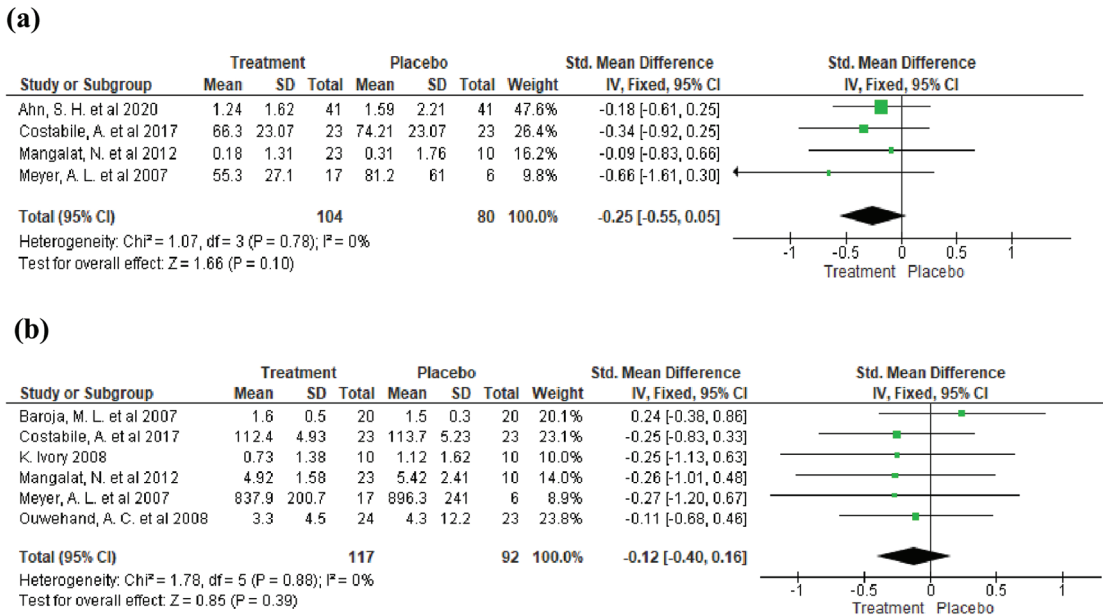 (a)
Treatment Placebo Std. Mean Difference Std. Mean Difference
Study or Subgroup Mean SD Total Mean SD Total Weight IV, Fixed, 95% CI IV, Fixed, 95% CI
Ahn, S. H. et al 2020 1.24 1.62 41 1.59 2.21 41 47.6% -0.18 [-0.61, 0.25]
Costabile, A. et al 2017 66.3 23.07 23 74.21 23.07 23 26.4% -0.34 [-0.92, 0.25]
Mangalat, N. et al 2012 0.18 1.31 23 0.31 1.76 10 16.2% -0.09 [-0.83, 0.66]
Meyer, A. L. et al 2007 55.3 27.1 17 81.2 61 6 9.8% -0.66 [-1.61, 0.30]
Total (95% CI) 104 80 100.0% -0.25 [-0.55, 0.05]
Heterogeneity: Chi² = 1.07, df = 3 (P = 0.78); I² = 0%
Test for overall effect: Z = 1.66 (P = 0.10)
-1 -0.5 0 0.5 1
Treatment Placebo
(b)
Treatment Placebo Std. Mean Difference Std. Mean Difference
Study or Subgroup Mean SD Total Mean SD Total Weight IV, Fixed, 95% CI IV, Fixed, 95% CI
Baroja, M. L. et al 2007 1.6 0.5 20 1.5 0.3 20 20.1% 0.24 [-0.38, 0.86]
Costabile, A. et al 2017 112.4 4.93 23 113.7 5.23 23 23.1% -0.25 [-0.83, 0.33]
K. Ivory 2008 0.73 1.38 10 1.12 1.62 10 10.0% -0.25 [-1.13, 0.63]
Mangalat, N. et al 2012 4.92 1.58 23 5.42 2.41 10 14.0% -0.26 [-1.01, 0.48]
Meyer, A. L. et al 2007 837.9 200.7 17 896.3 241 6 8.9% -0.27 [-1.20, 0.67]
Ouwehand, A. C. et al 2008 3.3 4.5 24 4.3 12.2 23 23.8% -0.11 [-0.68, 0.46]
Total (95% CI) 117 92 100.0% -0.12 [-0.40, 0.16]
Heterogeneity: Chi² = 1.78, df = 5 (P = 0.88); I² = 0%
Test for overall effect: Z = 0.85 (P = 0.39)
-1 -0.5 0 0.5 1
Treatment Placebo